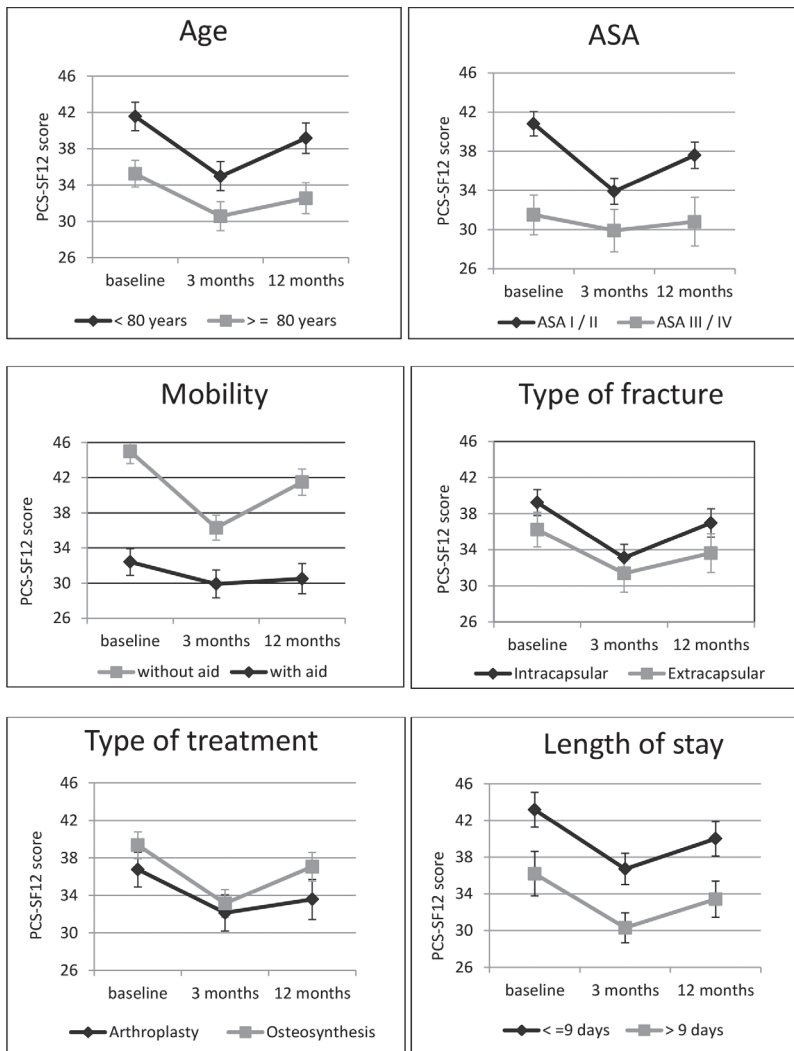 Age
PCS-SF12 score
46
42
38
34
30
26
baseline 3 months 12 months
< 80 years > = 80 years
ASA
PCS-SF12 score
46
42
38
34
30
26
baseline 3 months 12 months
ASA I / II ASA III / IV
Mobility
PCS-SF12 score
46
42
38
34
30
26
baseline 3 months 12 months
without aid with aid
Type of fracture
PCS-SF12 score
46
42
38
34
30
26
baseline 3 months 12 months
Intracapsular Extracapsular
Type of treatment
PCS-SF12 score
46
42
38
34
30
26
baseline 3 months 12 months
Arthroplasty Osteosynthesis
Length of stay
PCS-SF12 score
46
42
38
34
30
26
baseline 3 months 12 months
< =9 days > 9 days